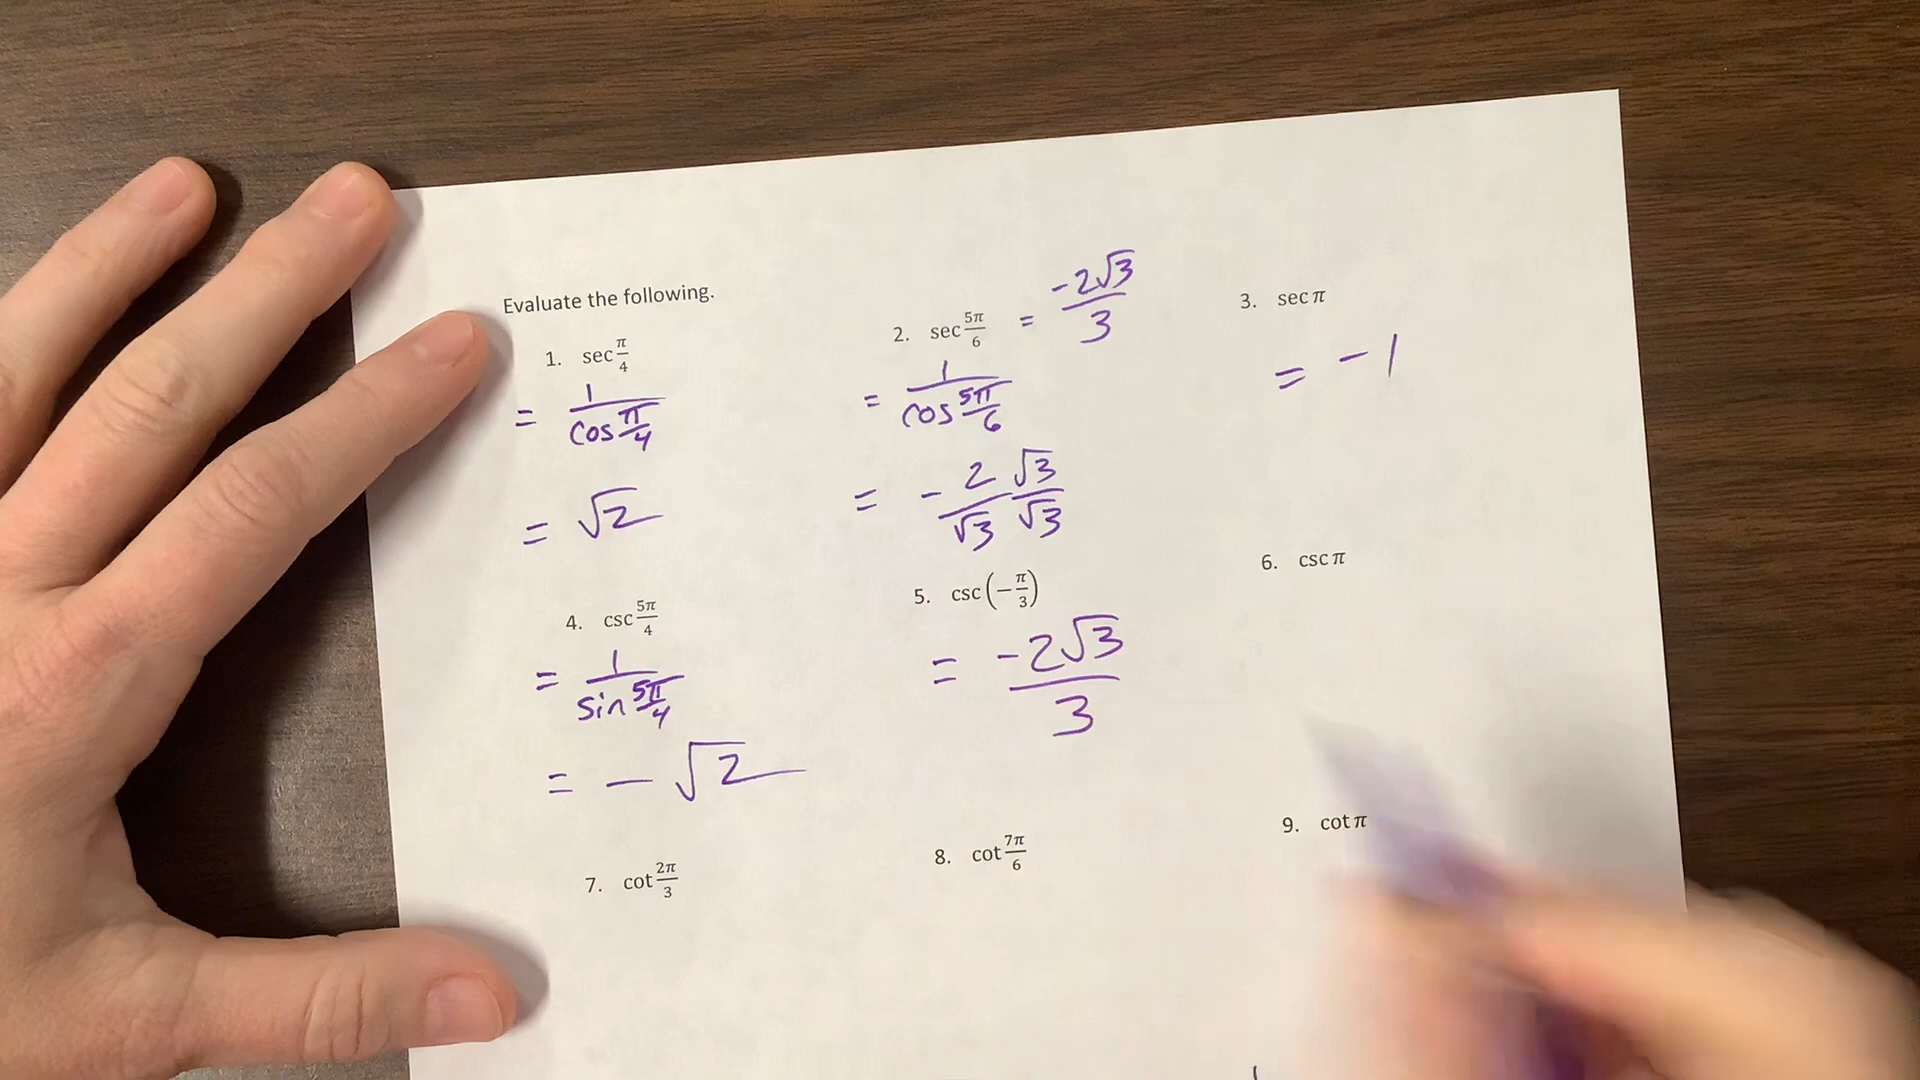 Evaluate the following.
1. sec π/4
= 1/cos π/4
= √2
2. sec 5π/6 = -2√3/3
= 1/cos 5π/6
= - 2/√3 √3/√3
3. sec π
= -1
4. csc 5π/4
= 1/sin 5π/4
= - √2
5. csc(-π/3)
= -2√3/3
6. csc π
7. cot 2π/3
8. cot 7π/6
9. cot π